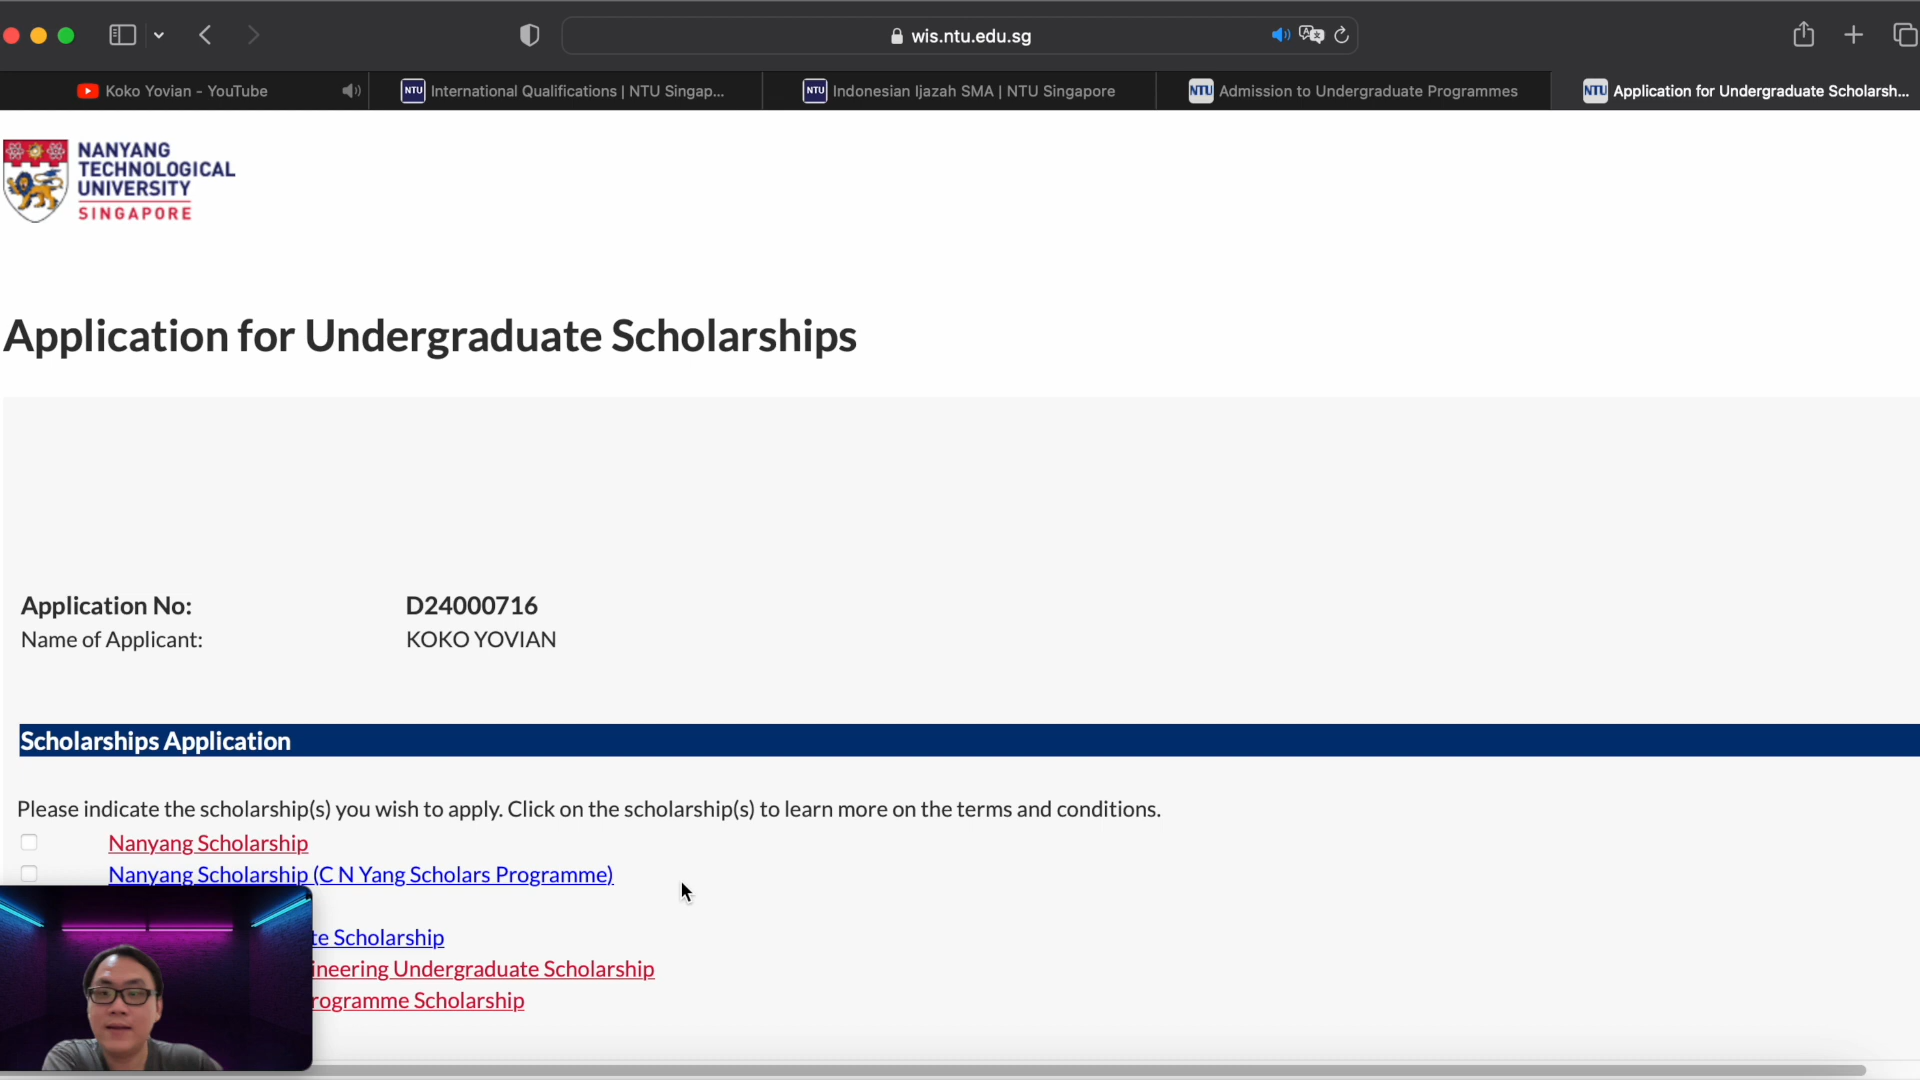 wis.ntu.edu.sg
Koko Yovian - YouTube
NTU International Qualifications | NTU Singap...
NTU Indonesian Ijazah SMA | NTU Singapore
NTU Admission to Undergraduate Programmes
NTU Application for Undergraduate Scholarsh...
NANYANG
TECHNOLOGICAL
UNIVERSITY
SINGAPORE
Application for Undergraduate Scholarships
Application No: D24000716
Name of Applicant: KOKO YOVIAN
Scholarships Application
Please indicate the scholarship(s) you wish to apply. Click on the scholarship(s) to learn more on the terms and conditions.
Nanyang Scholarship
Nanyang Scholarship (C N Yang Scholars Programme)
te Scholarship
ineering Undergraduate Scholarship
rogramme Scholarship